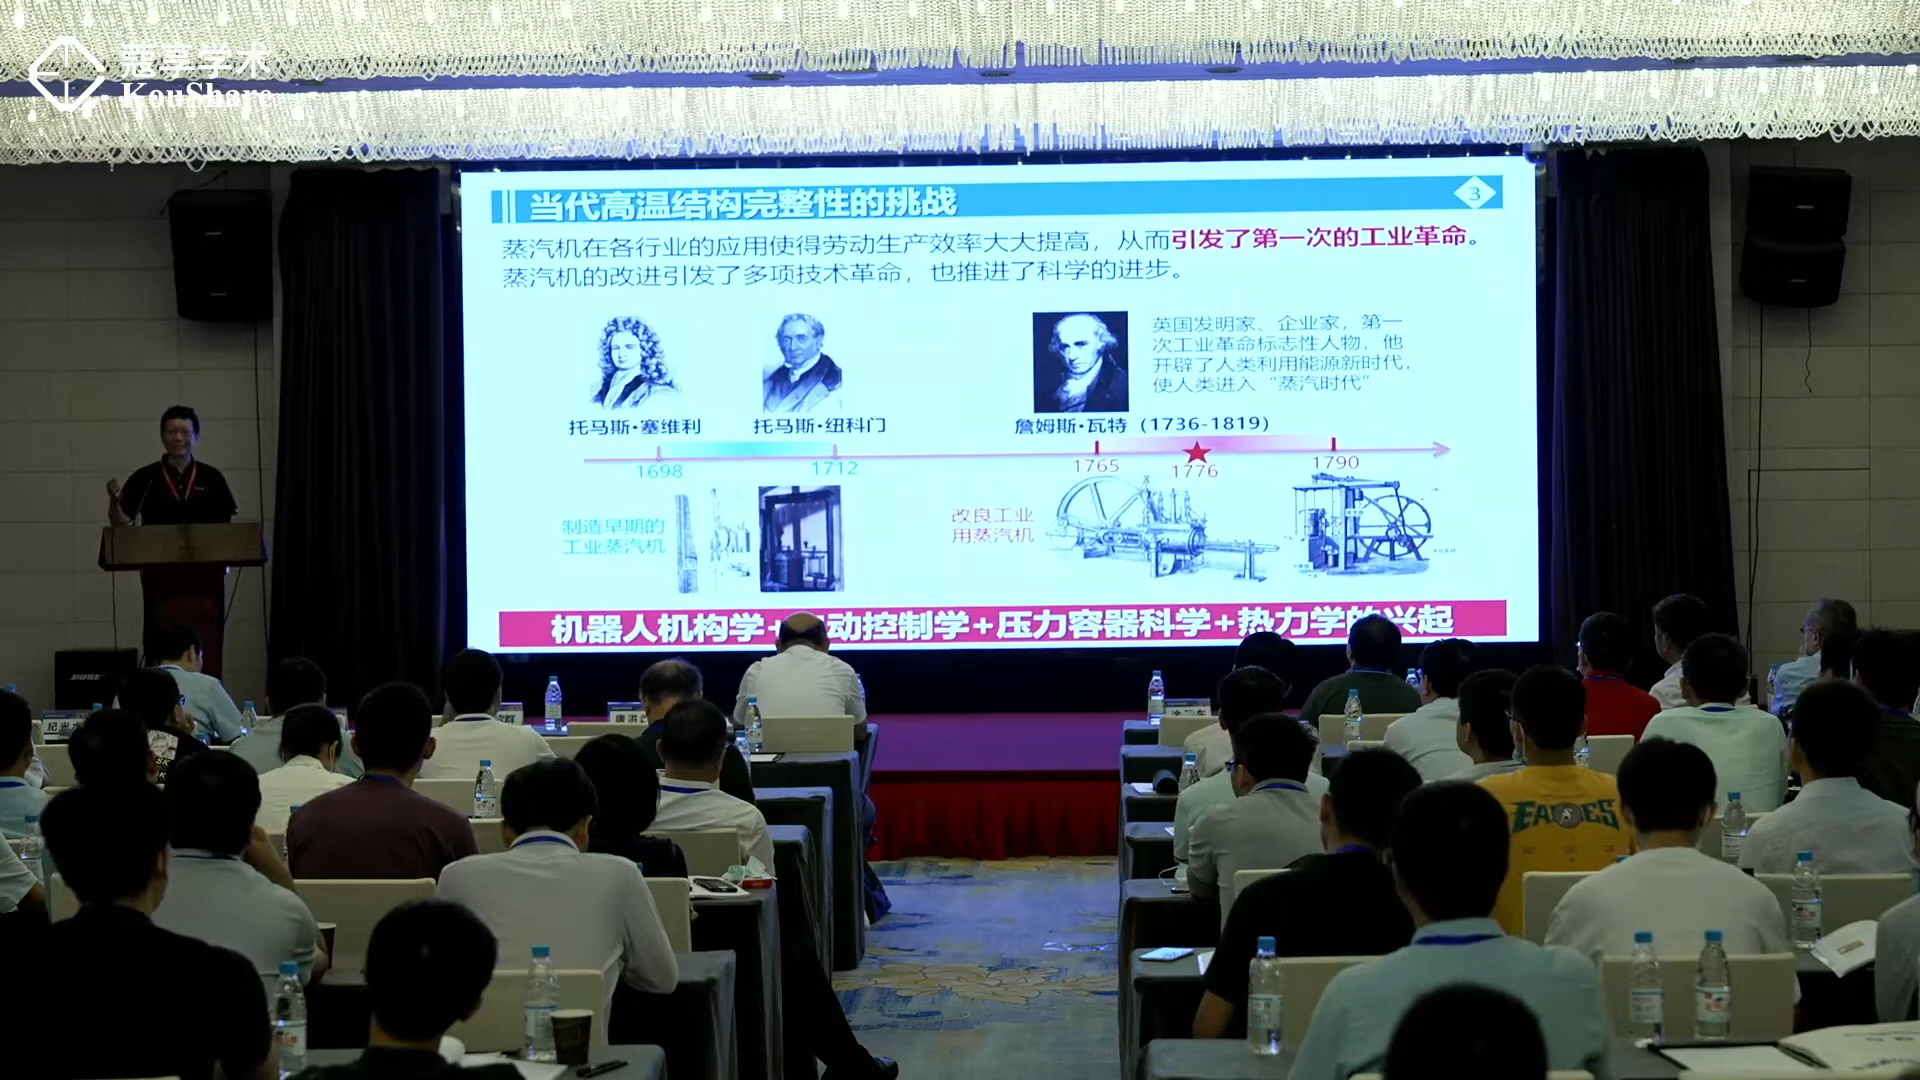 蔻享学术
KouShare
当代高温结构完整性的挑战
3
蒸汽机在各行业的应用使得劳动生产效率大大提高，从而引发了第一次的工业革命。
蒸汽机的改进引发了多项技术革命，也推进了科学的进步。
英国发明家、企业家，第一
次工业革命标志性人物，他
开辟了人类利用能源新时代，
使人类进入“蒸汽时代”
托马斯·塞维利
托马斯·纽科门
詹姆斯·瓦特（1736-1819）
1698
1712
1765
1776
1790
制造早期的
工业蒸汽机
改良工业
用蒸汽机
机器人机构学+
动控制学+压力容器科学+热力学的兴起
BOSE